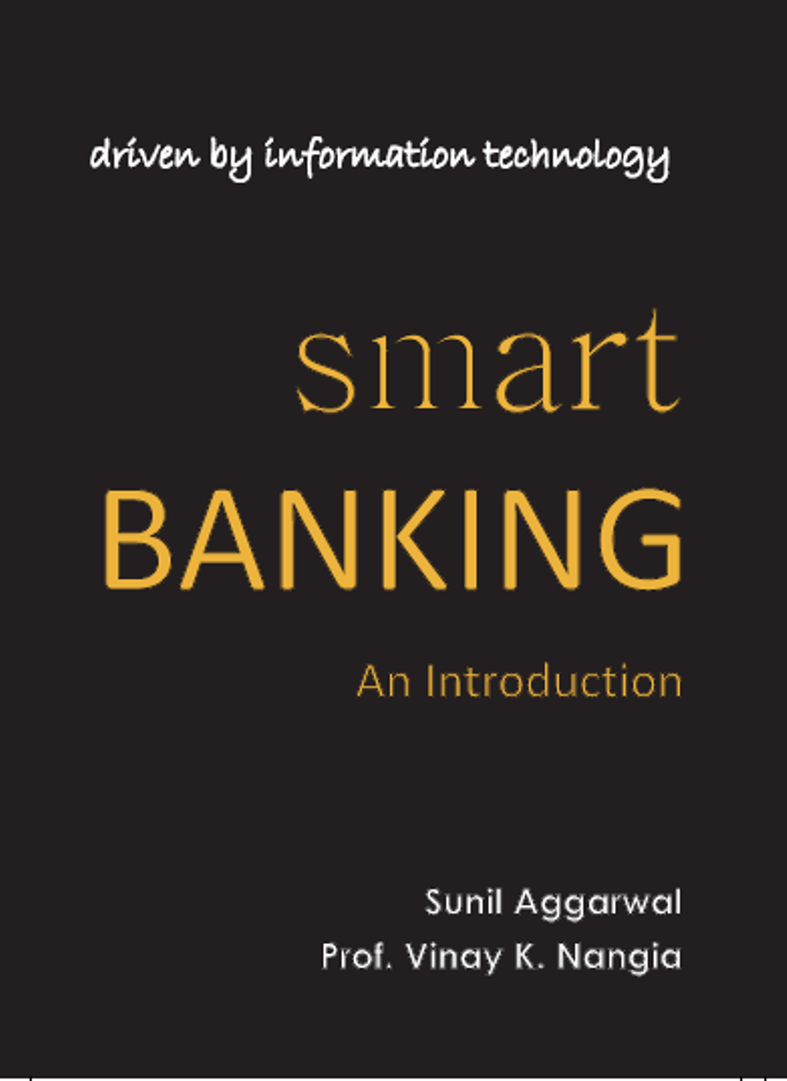 driven by information technology
smart
BANKING
An Introduction
Sunil Aggarwal
Prof. Vinay K. Nangia